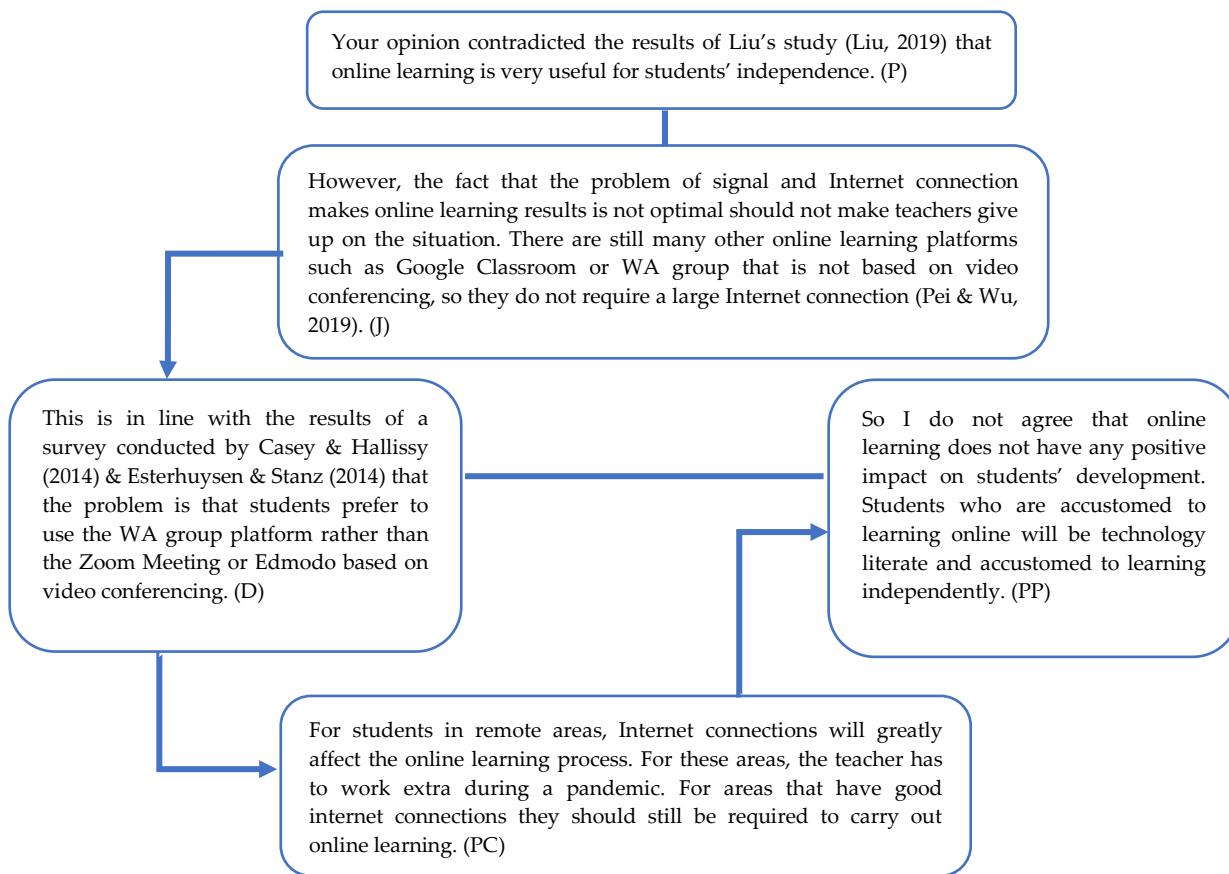 Your opinion contradicted the results of Liu’s study (Liu, 2019) that
online learning is very useful for students’ independence. (P)
However, the fact that the problem of signal and Internet connection
makes online learning results is not optimal should not make teachers give
up on the situation. There are still many other online learning platforms
such as Google Classroom or WA group that is not based on video
conferencing, so they do not require a large Internet connection (Pei & Wu,
2019). (J)
This is in line with the results of a
survey conducted by Casey & Hallissy
(2014) & Esterhuysen & Stanz (2014) that
the problem is that students prefer to
use the WA group platform rather than
the Zoom Meeting or Edmodo based on
video conferencing. (D)
So I do not agree that online
learning does not have any positive
impact on students’ development.
Students who are accustomed to
learning online will be technology
literate and accustomed to learning
independently. (PP)
For students in remote areas, Internet connections will greatly
affect the online learning process. For these areas, the teacher has
to work extra during a pandemic. For areas that have good
internet connections they should still be required to carry out
online learning. (PC)